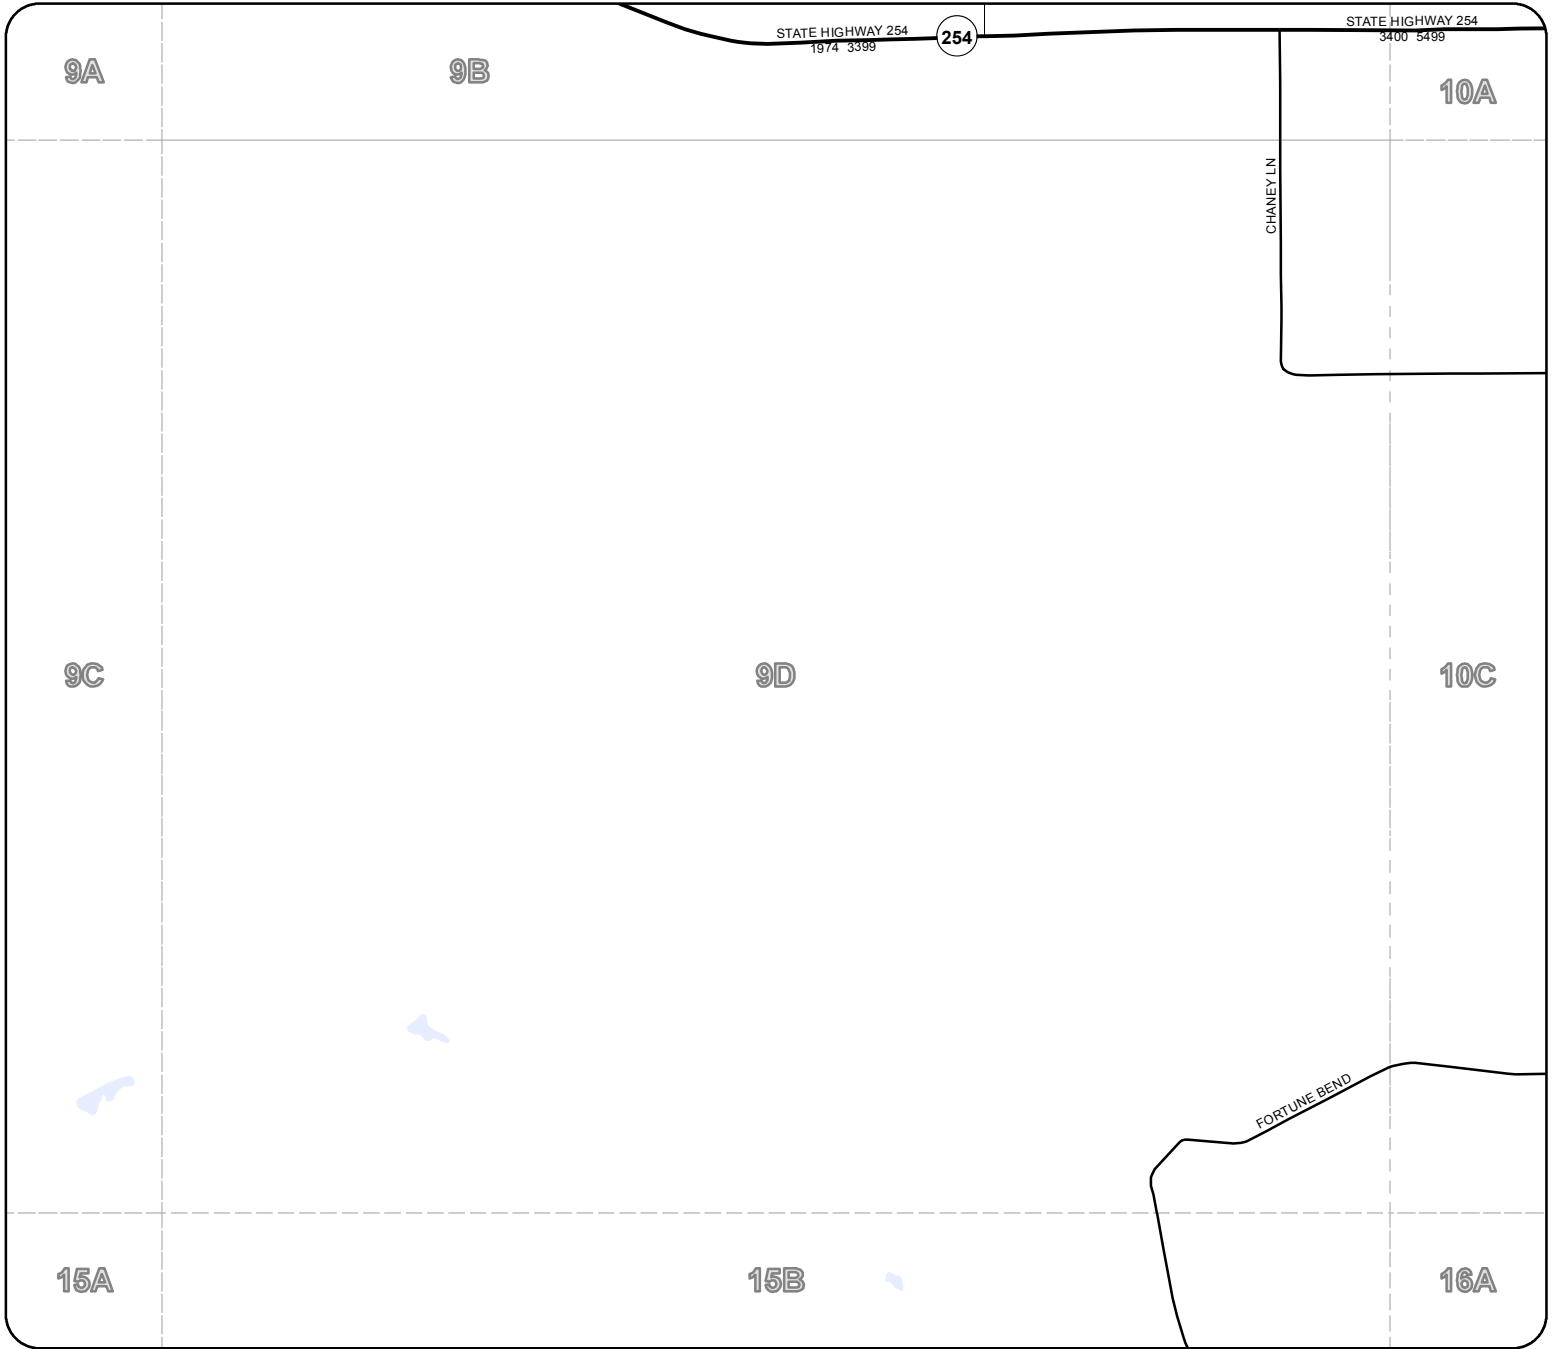 STATE HIGHWAY 254
1974 3399
254
STATE HIGHWAY 254
3400 5499
9A
9B
10A
CHANEY LN
9C
9D
10C
FORTUNE BEND
15A
15B
16A